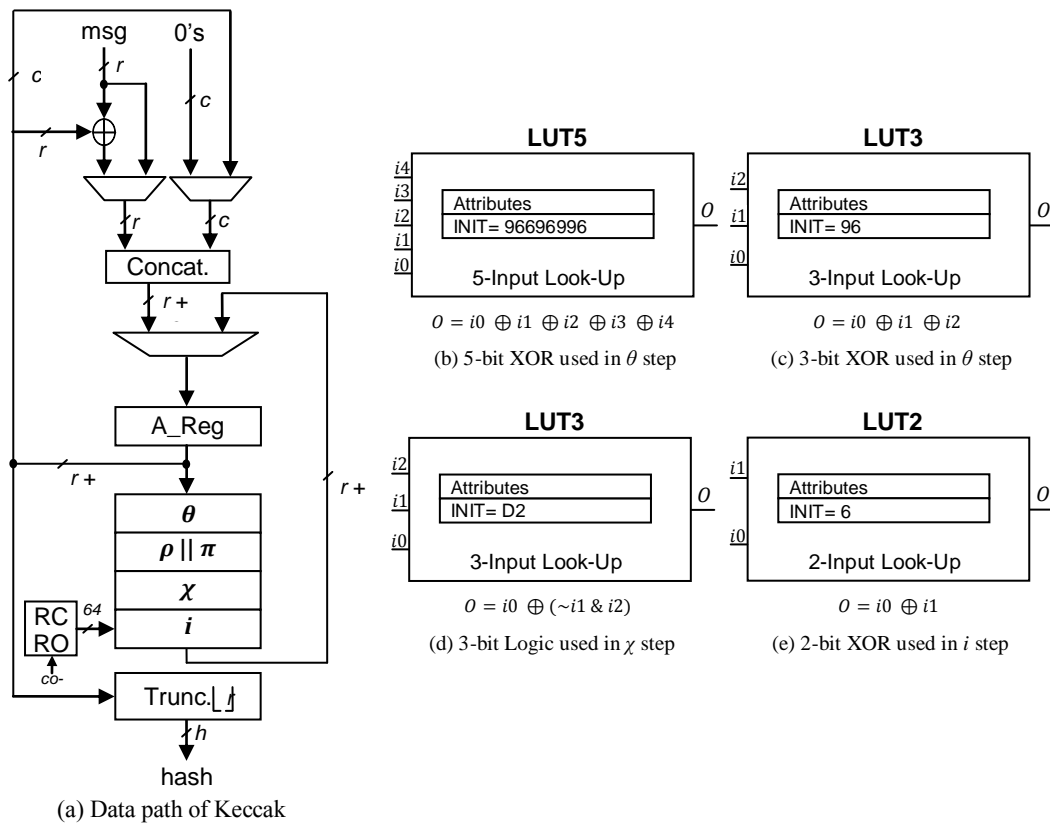 msg 0's
r
c
c
r
r
c
Concat.
r +
A_Reg
r +
r +
θ
ρ || π
χ
64
RC
RO
i
co-
Trunc.⌊r⌋
h
hash
(a) Data path of Keccak
LUT5
i4
i3
i2
i1
i0
Attributes
INIT= 96696996
5-Input Look-Up
O
O = i0 ⊕ i1 ⊕ i2 ⊕ i3 ⊕ i4
(b) 5-bit XOR used in θ step
LUT3
i2
i1
i0
Attributes
INIT= 96
3-Input Look-Up
O
O = i0 ⊕ i1 ⊕ i2
(c) 3-bit XOR used in θ step
LUT3
i2
i1
i0
Attributes
INIT= D2
3-Input Look-Up
O
O = i0 ⊕ (~i1 & i2)
(d) 3-bit Logic used in χ step
LUT2
i1
i0
Attributes
INIT= 6
2-Input Look-Up
O
O = i0 ⊕ i1
(e) 2-bit XOR used in i step